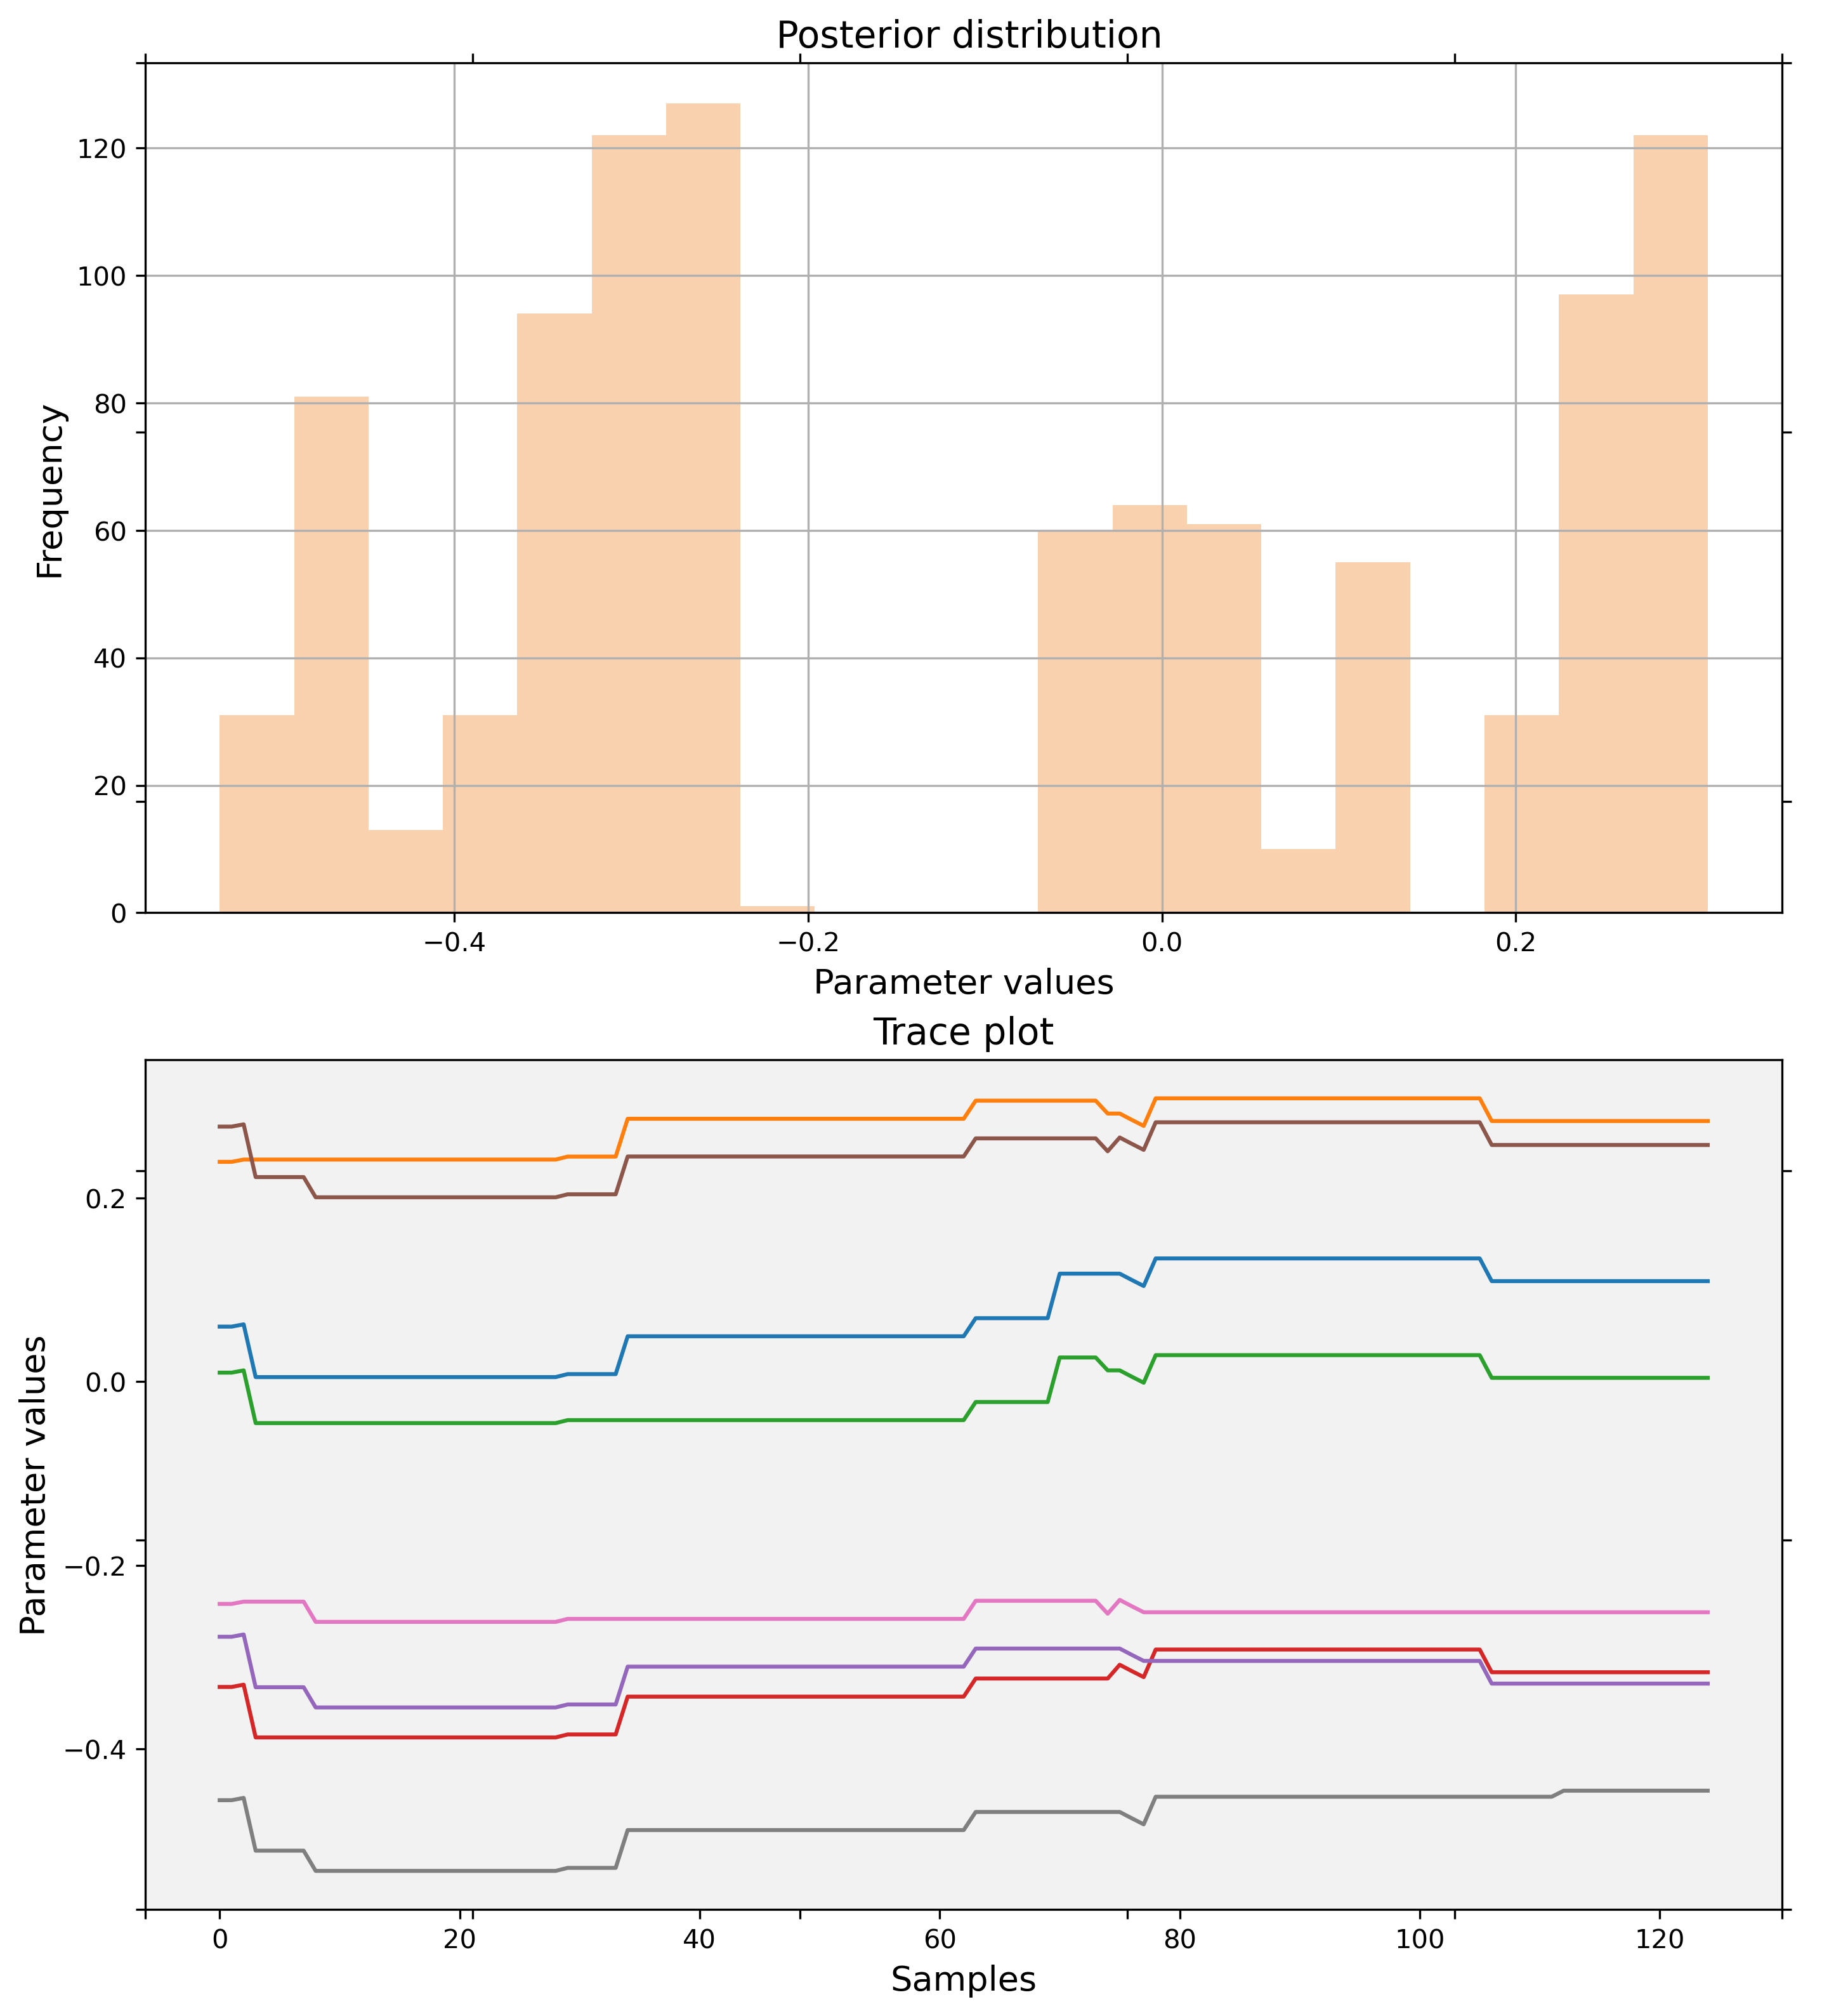 Posterior distribution
120
100
80
60
40
20
0
Frequency
−0.4 −0.2 0.0 0.2
Parameter values
Trace plot
0.2
0.0
−0.2
−0.4
Parameter values
0 20 40 60 80 100 120
Samples